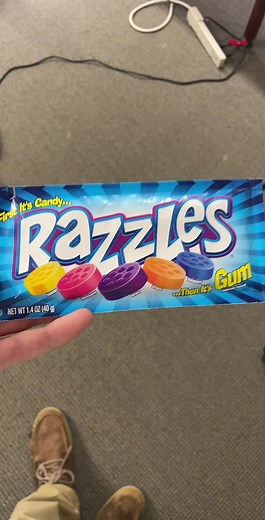 First It's Candy...
RAZZLES
...Then It's Gum
NET WT 1.4 OZ (40 g)